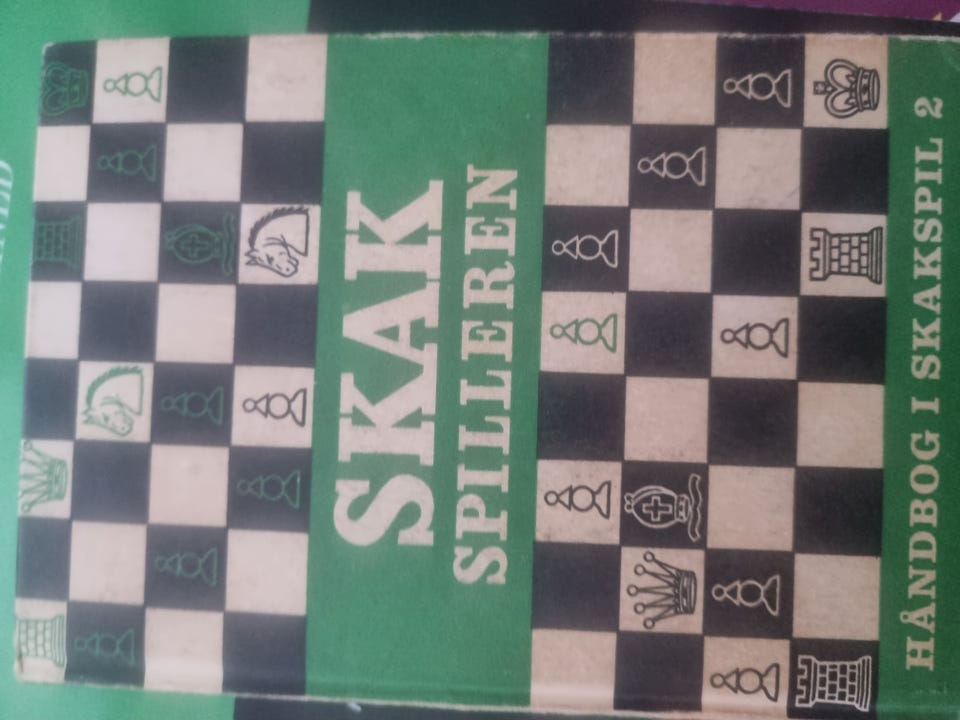 SKAK
SPILLEREN
HÅNDBOG I SKAKSPIL 2